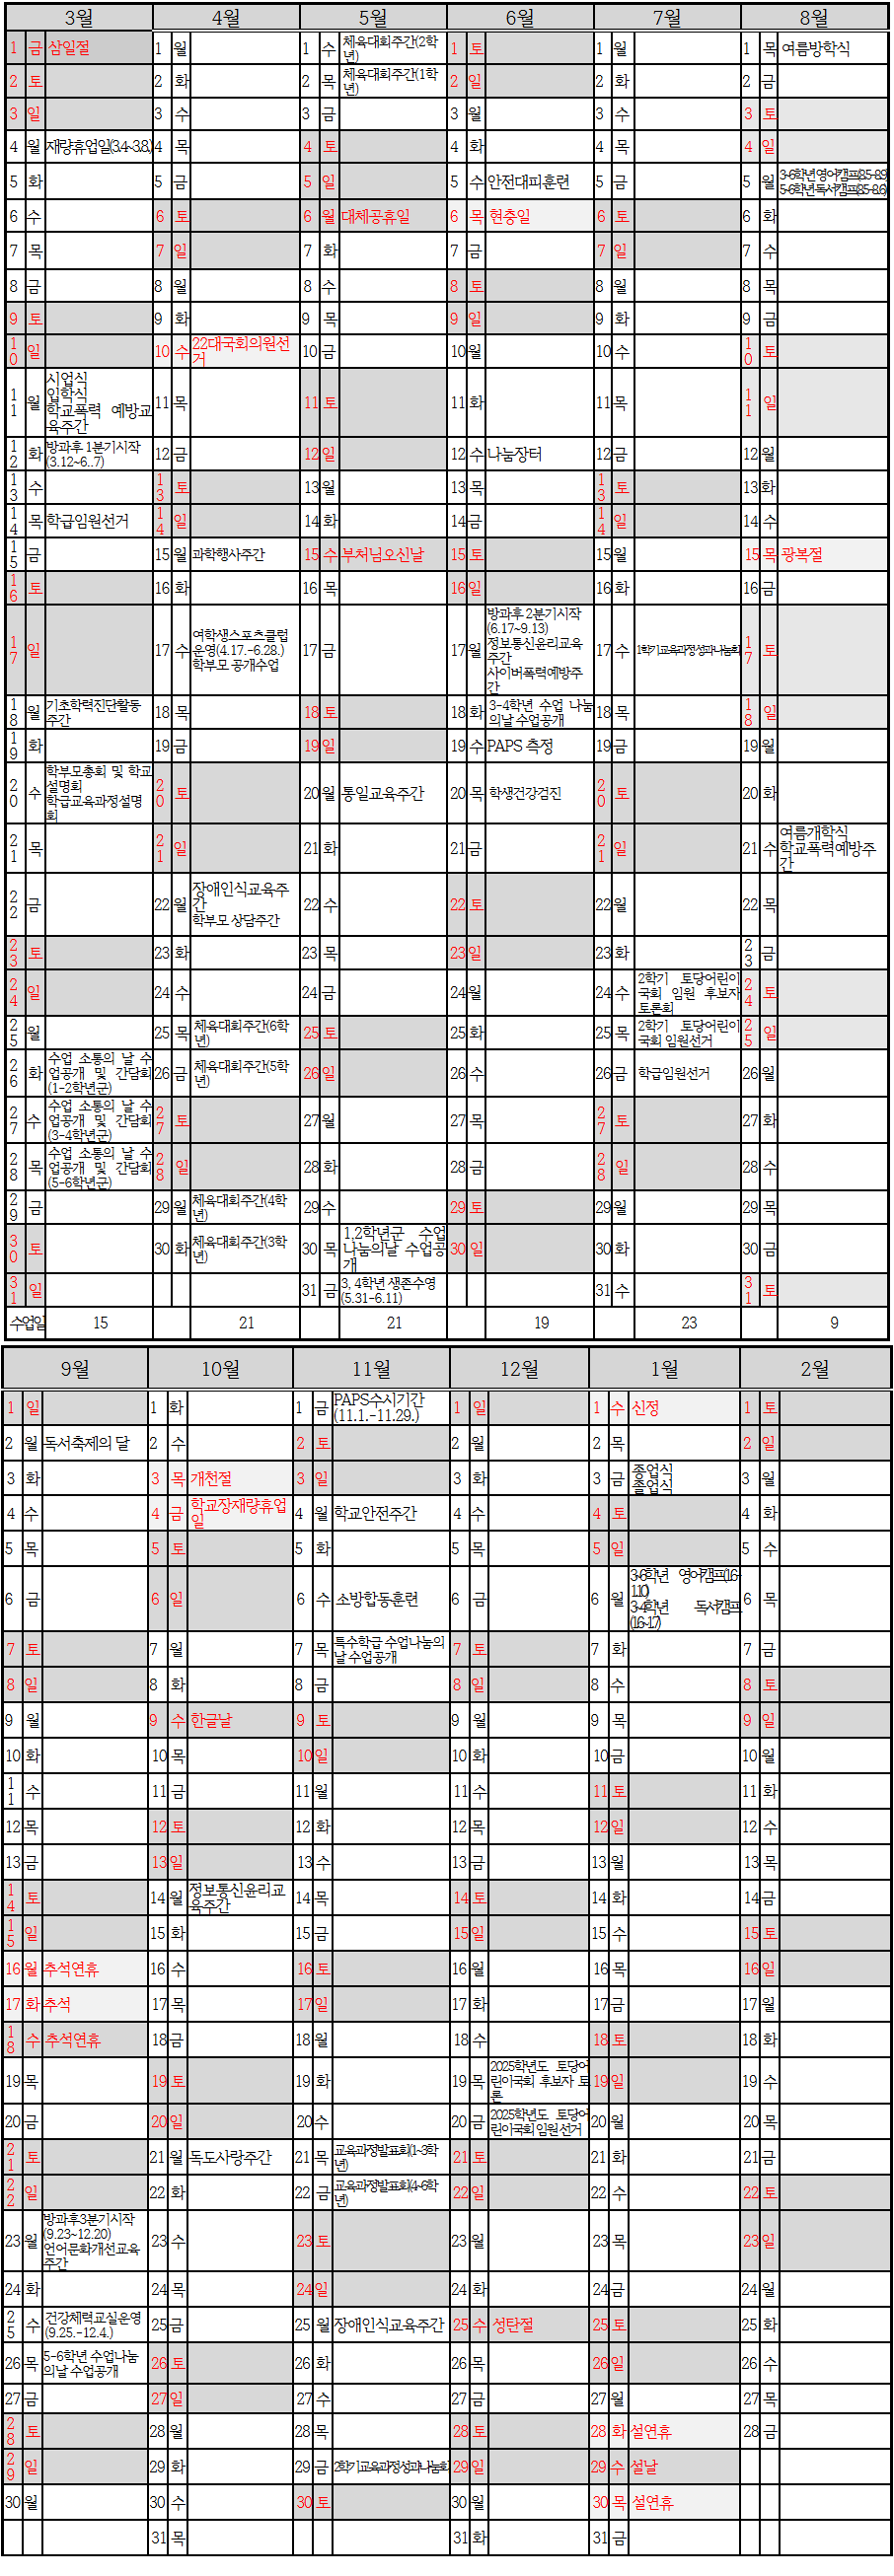 3월 4월 5월 6월 7월 8월
1 금 삼일절 1 월 1 수 체육대회주간(2학년) 1 토 1 월 1 목 여름방학식
2 토 2 화 2 목 체육대회주간(1학년) 2 일 2 화 2 금
3 일 3 수 3 금 3 월 3 수 3 토
4 월 재량휴업일(3.4~3.8.) 4 목 4 토 4 화 4 목 4 일
5 화 5 금 5 일 5 수 안전대피훈련 5 금 5 월 3-6학년영어캠프(8.5-8.9) 5-6학년독서캠프(8.5-8.6)
6 수 6 토 6 월 대체공휴일 6 목 현충일 6 토 6 화
7 목 7 일 7 화 7 금 7 일 7 수
8 금 8 월 8 수 8 토 8 월 8 목
9 토 9 화 9 목 9 일 9 화 9 금
10 일 10 수 22대국회의원선거 10 금 10 월 10 수 10 토
11 월 시업식 입학식 학교폭력 예방교육주간 11 목 11 토 11 화 11 목 11 일
12 화 방과후 1분기시작 (3.12~6..7) 12 금 12 일 12 수 나눔장터 12 금 12 월
13 수 13 토 13 월 13 목 13 토 13 화
14 목 학급임원선거 14 일 14 화 14 금 14 일 14 수
15 금 15 월 과학행사주간 15 수 부처님오신날 15 토 15 월 15 목 광복절
16 토 16 화 16 목 16 일 16 화 16 금
17 일 17 수 여학생스포츠클럽 운영(4.17.-6.28.) 학부모 공개수업 17 금 17 월 방과후 2분기시작 (6.17~9.13) 정보통신윤리교육주간 사이버폭력예방주간 17 수 1학기교육과정성과나눔회 17 토
18 월 기초학력진단활동주간 18 목 18 토 18 화 3-4학년 수업 나눔의날 수업공개 18 목 18 일
19 화 19 금 19 일 19 수 PAPS 측정 19 금 19 월
20 수 학부모총회 및 학교설명회 학급교육과정설명회 20 토 20 월 통일교육주간 20 목 학생건강검진 20 토 20 화
21 목 21 일 21 화 21 금 21 일 21 수 여름개학식 학교폭력예방주간
22 금 22 월 장애인식교육주간 학부모 상담주간 22 수 22 토 22 월 22 목
23 토 23 화 23 목 23 일 23 화 23 금
24 일 24 수 24 금 24 월 24 수 2학기 토당어린이국회 임원 후보자 토론회 24 토
25 월 25 목 체육대회주간(6학년) 25 토 25 화 25 목 2학기 토당어린이국회 임원선거 25 일
26 화 수업 소통의 날 수업공개 및 간담회(1-2학년군) 26 금 체육대회주간(5학년) 26 일 26 수 26 금 학급임원선거 26 월
27 수 수업 소통의 날 수업공개 및 간담회(3-4학년군) 27 토 27 월 27 목 27 토 27 화
28 목 수업 소통의 날 수업공개 및 간담회(5-6학년군) 28 일 28 화 28 금 28 일 28 수
29 금 29 월 체육대회주간(4학년) 29 수 29 토 29 월 29 목
30 토 30 화 체육대회주간(3학년) 30 목 1,2학년군 수업나눔의날 수업공개 30 일 30 화 30 금
31 일 31 금 3, 4학년 생존수영(5.31-6.11) 31 수 31 토
수업일 15 21 21 19 23 9
9월 10월 11월 12월 1월 2월
1 일 1 화 1 금 PAPS수시기간(11.1.-11.29.) 1 일 1 수 신정 1 토
2 월 독서축제의 달 2 수 2 토 2 월 2 목 2 일
3 화 3 목 개천절 3 일 3 화 3 금 종업식 졸업식 3 월
4 수 4 금 학교장재량휴업일 4 월 학교안전주간 4 수 4 토 4 화
5 목 5 토 5 화 5 목 5 일 5 수
6 금 6 일 6 수 소방합동훈련 6 금 6 월 3-6학년 영어캠프(1.6-1.10) 3-4학년 독서캠프(1.6~1.7) 6 목
7 토 7 월 7 목 특수학급 수업나눔의날 수업공개 7 토 7 화 7 금
8 일 8 화 8 금 8 일 8 수 8 토
9 월 9 수 한글날 9 토 9 월 9 목 9 일
10 화 10 목 10 일 10 화 10 금 10 월
11 수 11 금 11 월 11 수 11 토 11 화
12 목 12 토 12 화 12 목 12 일 12 수
13 금 13 일 13 수 13 금 13 월 13 목
14 토 14 월 정보통신윤리교육주간 14 목 14 토 14 화 14 금
15 일 15 화 15 금 15 일 15 수 15 토
16 월 추석연휴 16 수 16 토 16 월 16 목 16 일
17 화 추석 17 목 17 일 17 화 17 금 17 월
18 수 추석연휴 18 금 18 월 18 수 18 토 18 화
19 목 19 토 19 화 19 목 2025학년도 토당어린이국회 후보자 토론 19 일 19 수
20 금 20 일 20 수 20 금 2025학년도 토당어린이국회 임원 선거 20 월 20 목
21 토 21 월 독도사랑주간 21 목 교육과정발표회(1~3학년) 21 토 21 화 21 금
22 일 22 화 22 금 교육과정발표회(4~6학년) 22 일 22 수 22 토
23 월 방과후3분기시작 (9.23~12.20) 언어문화개선교육주간 23 수 23 토 23 월 23 목 23 일
24 화 24 목 24 일 24 화 24 금 24 월
25 수 건강체력교실운영(9.25.-12.4.) 25 금 25 월 장애인식교육주간 25 수 성탄절 25 토 25 화
26 목 5-6학년 수업나눔의날 수업공개 26 토 26 화 26 목 26 일 26 수
27 금 27 일 27 수 27 금 27 월 27 목
28 토 28 월 28 목 28 토 28 화 설연휴 28 금
29 일 29 화 29 금 2학기교육과정성과나눔회 29 일 29 수 설날
30 월 30 수 30 토 30 월 30 목 설연휴
31 목 31 화 31 금